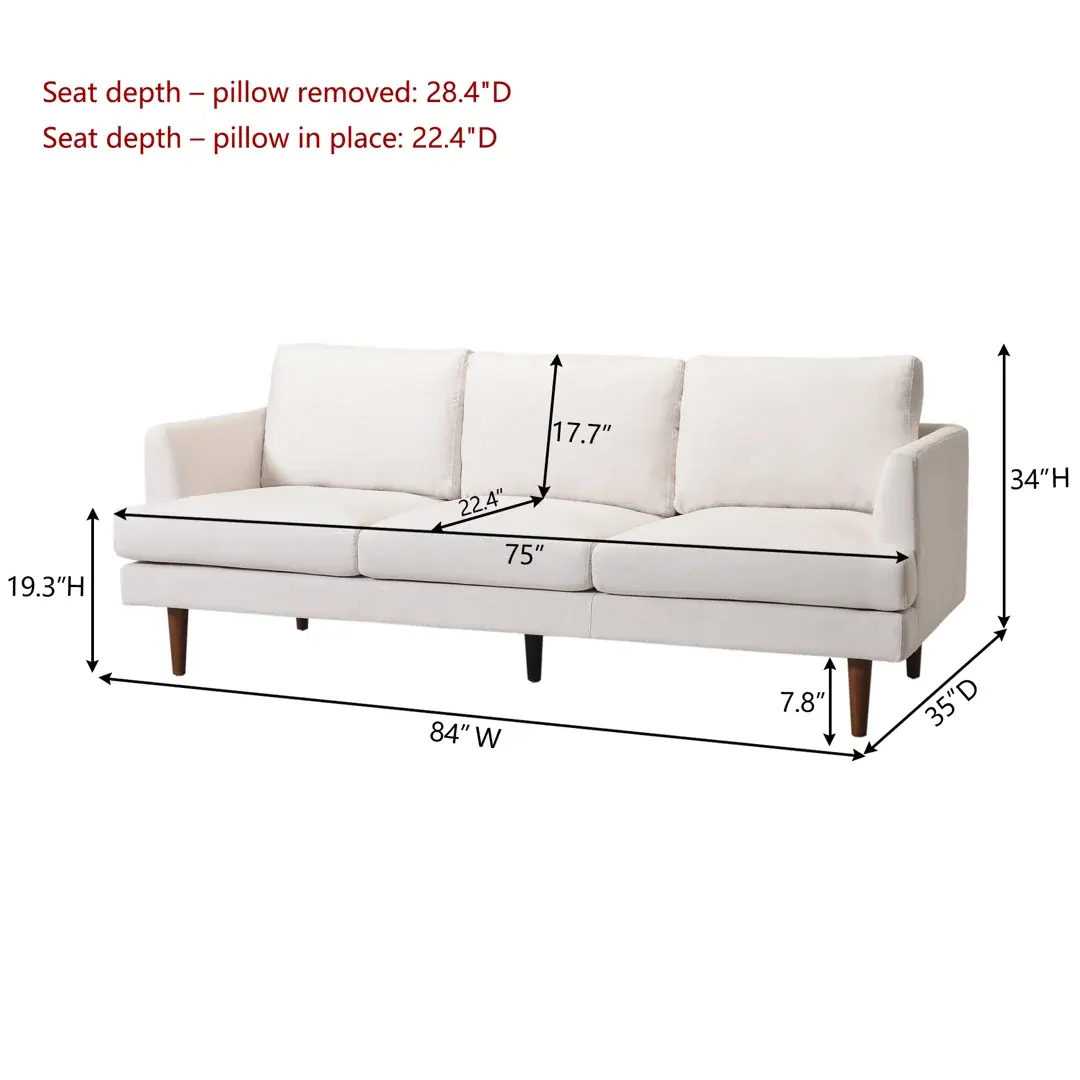 Seat depth – pillow removed: 28.4"D
Seat depth – pillow in place: 22.4"D
17.7”
22.4"
34”H
75”
19.3”H
7.8”
35”D
84” W